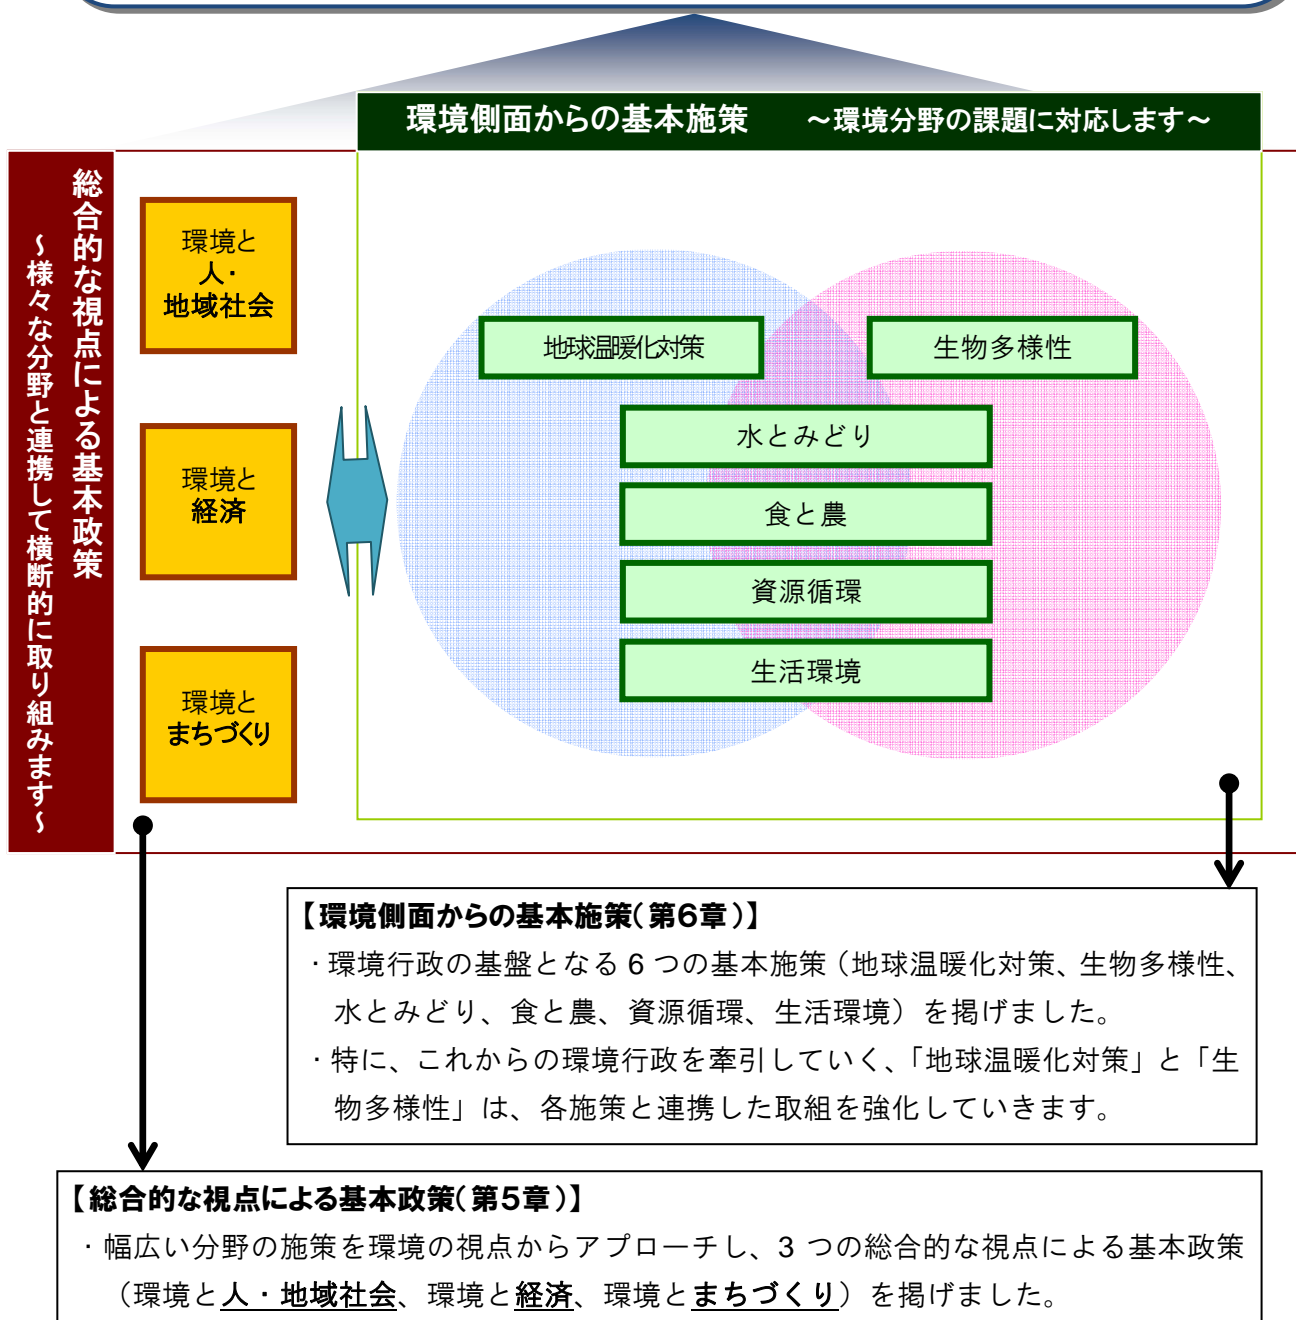 環境側面からの基本施策　～環境分野の課題に対応します～
総合的な視点による基本政策
～様々な分野と連携して横断的に取り組みます～
環境と
人・
地域社会
環境と
経済
環境と
まちづくり
地球温暖化対策
生物多様性
水とみどり
食と農
資源循環
生活環境
【環境側面からの基本施策（第６章）】
・環境行政の基盤となる 6 つの基本施策（地球温暖化対策、生物多様性、
水とみどり、食と農、資源循環、生活環境）を掲げました。
・特に、これからの環境行政を牽引していく、「地球温暖化対策」と「生
物多様性」は、各施策と連携した取組を強化していきます。
【総合的な視点による基本政策（第５章）】
・幅広い分野の施策を環境の視点からアプローチし、3 つの総合的な視点による基本政策
（環境と人・地域社会、環境と経済、環境とまちづくり）を掲げました。